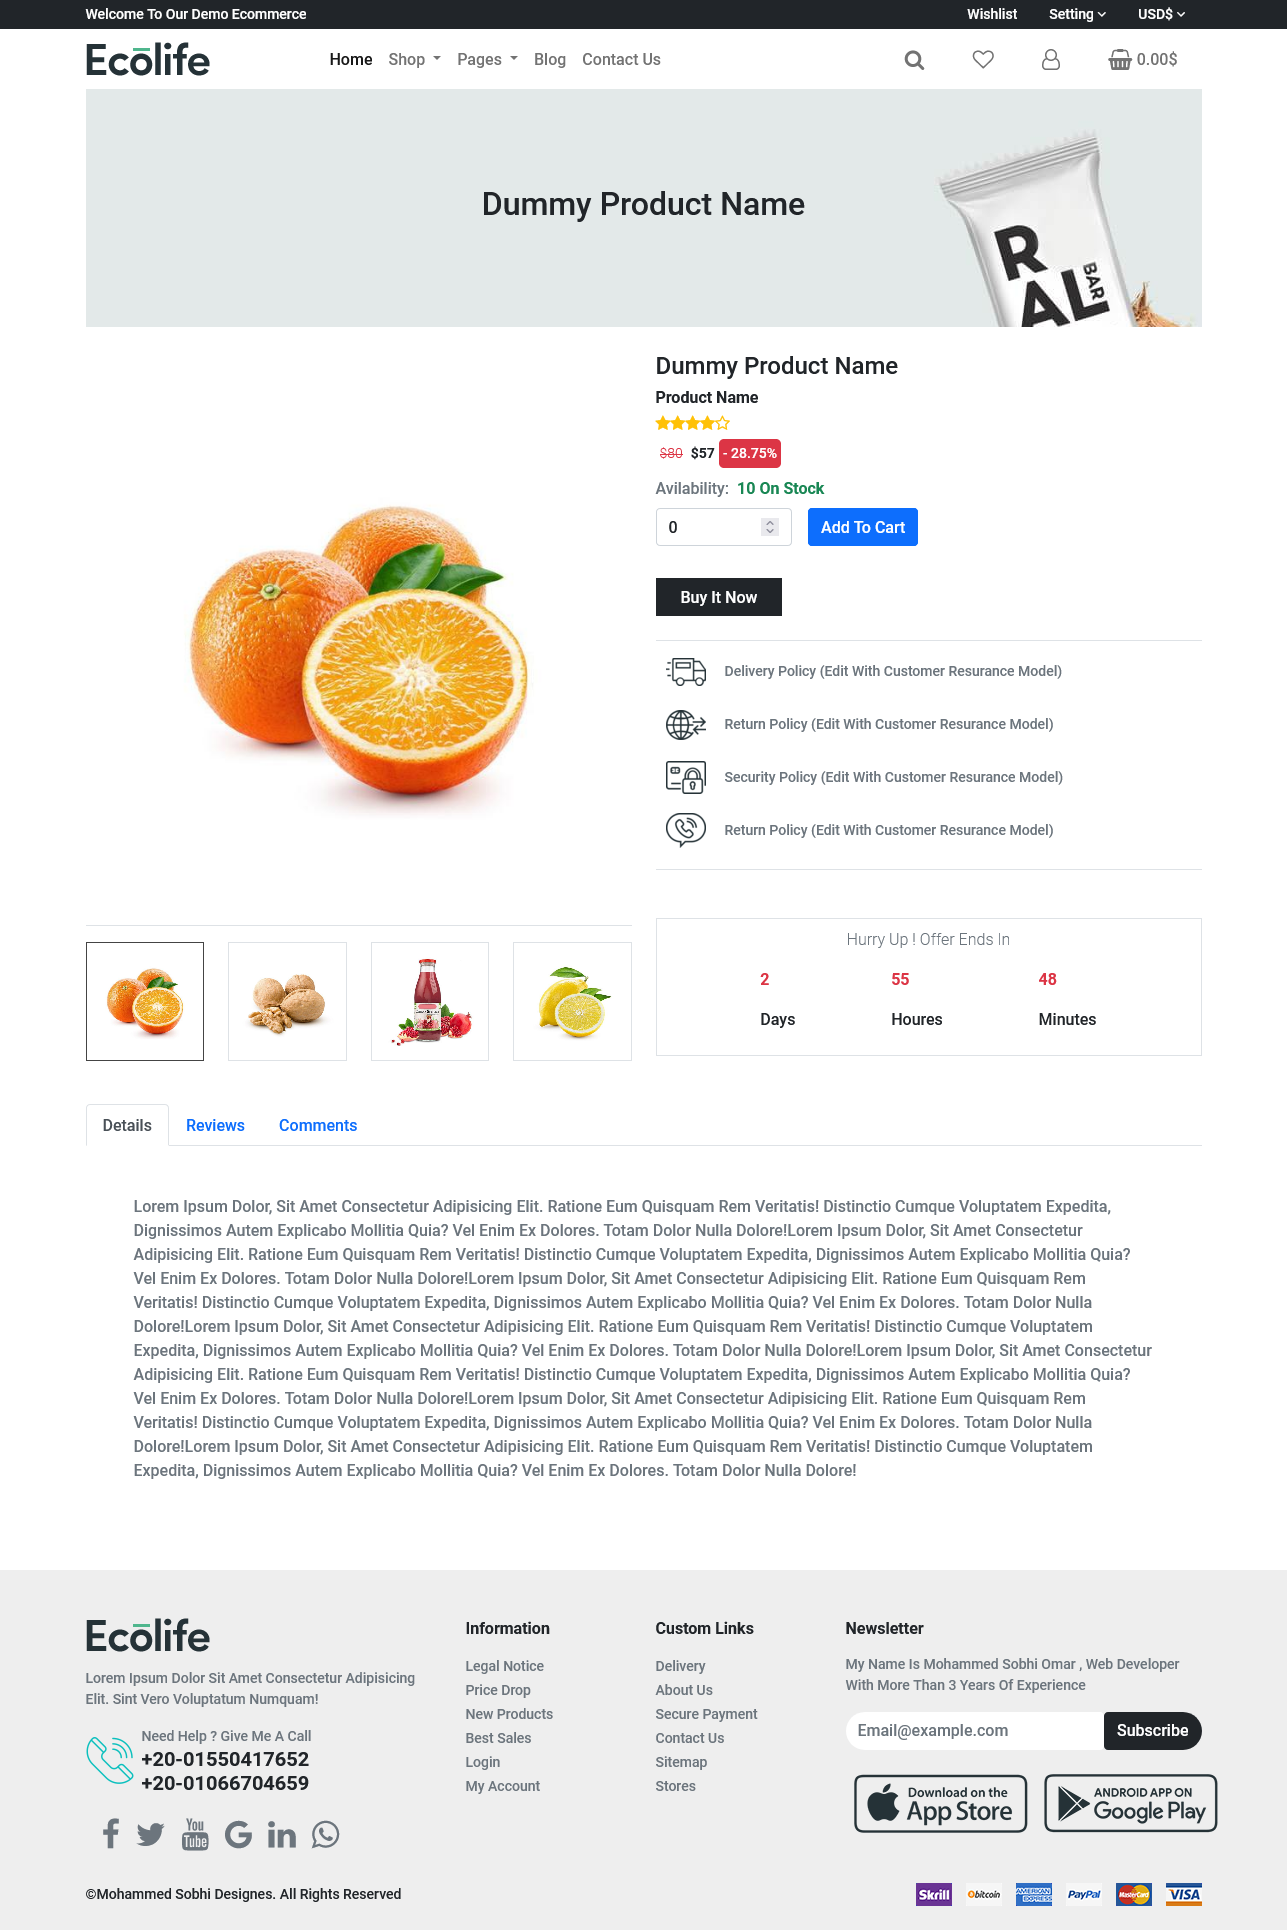 Welcome To Our Demo Ecommerce Wishlist Setting USD$
Ecolife Home Shop Pages Blog Contact Us 0.00$
Dummy Product Name
RAL BAR
Dummy Product Name
Product Name
$80 $57 - 28.75%
Avilability: 10 On Stock
0 Add To Cart
Buy It Now
Delivery Policy (Edit With Customer Resurance Model)
Return Policy (Edit With Customer Resurance Model)
Security Policy (Edit With Customer Resurance Model)
Return Policy (Edit With Customer Resurance Model)
Hurry Up ! Offer Ends In
2 55 48
Days Houres Minutes
Details Reviews Comments
Lorem Ipsum Dolor, Sit Amet Consectetur Adipisicing Elit. Ratione Eum Quisquam Rem Veritatis! Distinctio Cumque Voluptatem Expedita,
Dignissimos Autem Explicabo Mollitia Quia? Vel Enim Ex Dolores. Totam Dolor Nulla Dolore!Lorem Ipsum Dolor, Sit Amet Consectetur
Adipisicing Elit. Ratione Eum Quisquam Rem Veritatis! Distinctio Cumque Voluptatem Expedita, Dignissimos Autem Explicabo Mollitia Quia?
Vel Enim Ex Dolores. Totam Dolor Nulla Dolore!Lorem Ipsum Dolor, Sit Amet Consectetur Adipisicing Elit. Ratione Eum Quisquam Rem
Veritatis! Distinctio Cumque Voluptatem Expedita, Dignissimos Autem Explicabo Mollitia Quia? Vel Enim Ex Dolores. Totam Dolor Nulla
Dolore!Lorem Ipsum Dolor, Sit Amet Consectetur Adipisicing Elit. Ratione Eum Quisquam Rem Veritatis! Distinctio Cumque Voluptatem
Expedita, Dignissimos Autem Explicabo Mollitia Quia? Vel Enim Ex Dolores. Totam Dolor Nulla Dolore!Lorem Ipsum Dolor, Sit Amet Consectetur
Adipisicing Elit. Ratione Eum Quisquam Rem Veritatis! Distinctio Cumque Voluptatem Expedita, Dignissimos Autem Explicabo Mollitia Quia?
Vel Enim Ex Dolores. Totam Dolor Nulla Dolore!Lorem Ipsum Dolor, Sit Amet Consectetur Adipisicing Elit. Ratione Eum Quisquam Rem
Veritatis! Distinctio Cumque Voluptatem Expedita, Dignissimos Autem Explicabo Mollitia Quia? Vel Enim Ex Dolores. Totam Dolor Nulla
Dolore!Lorem Ipsum Dolor, Sit Amet Consectetur Adipisicing Elit. Ratione Eum Quisquam Rem Veritatis! Distinctio Cumque Voluptatem
Expedita, Dignissimos Autem Explicabo Mollitia Quia? Vel Enim Ex Dolores. Totam Dolor Nulla Dolore!
Ecolife
Lorem Ipsum Dolor Sit Amet Consectetur Adipisicing
Elit. Sint Vero Voluptatum Numquam!
Need Help ? Give Me A Call
+20-01550417652
+20-01066704659
You
Tube
Information
Legal Notice
Price Drop
New Products
Best Sales
Login
My Account
Custom Links
Delivery
About Us
Secure Payment
Contact Us
Sitemap
Stores
Newsletter
My Name Is Mohammed Sobhi Omar , Web Developer
With More Than 3 Years Of Experience
Email@example.com Subscribe
Download on the
App Store
ANDROID APP ON
Google Play
©Mohammed Sobhi Designes. All Rights Reserved
Skrill bitcoin AMERICAN EXPRESS PayPal MasterCard VISA